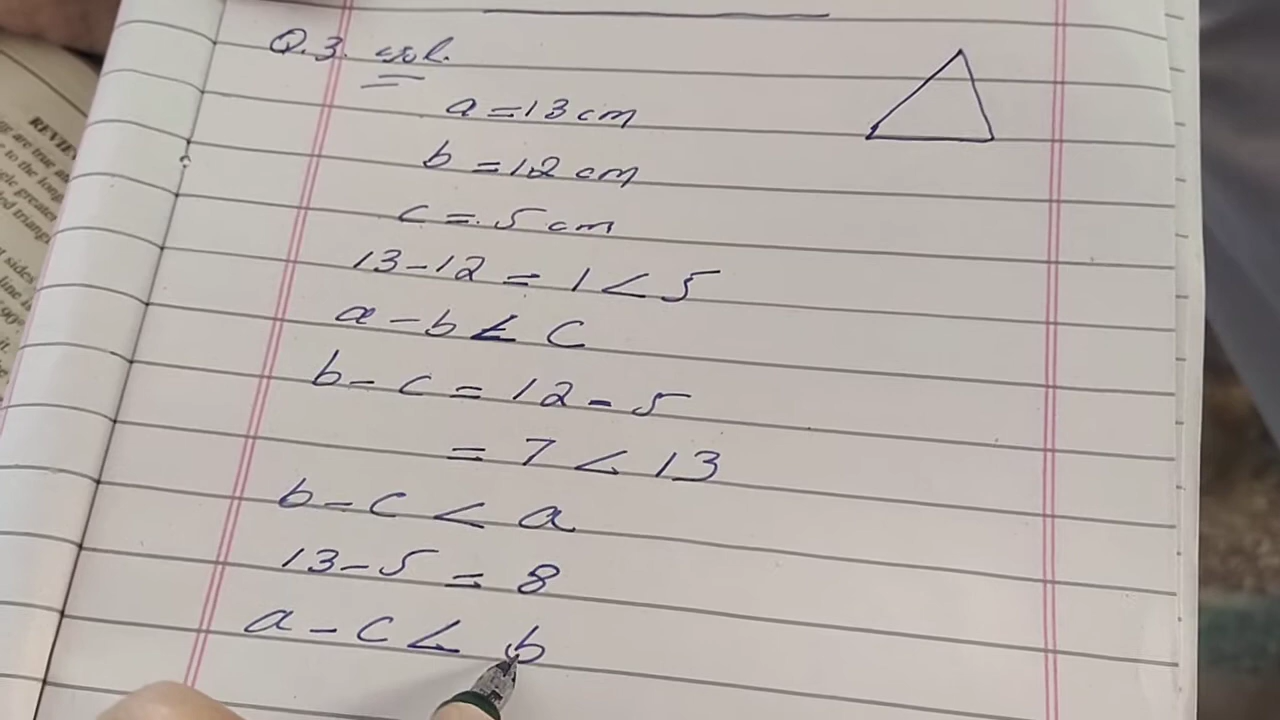 Q.3. sol.
a = 13 cm
b = 12 cm
c = 5 cm
13 - 12 = 1 < 5
a - b < c
b - c = 12 - 5
= 7 < 13
b - c < a
13 - 5 = 8
a - c < b